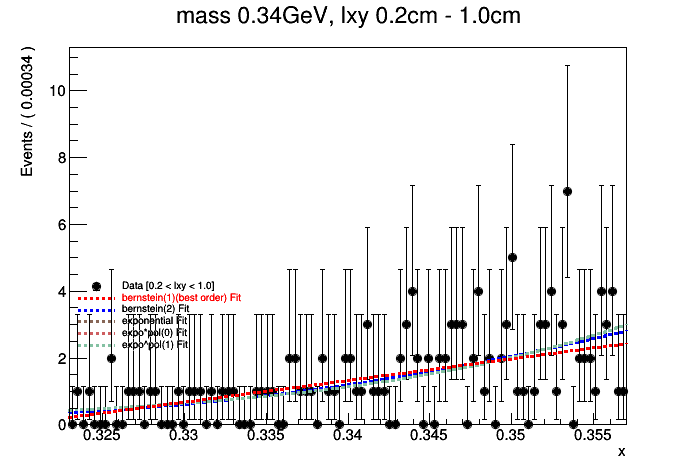 mass 0.34GeV, lxy 0.2cm - 1.0cm
Events / ( 0.00034 )
10
8
6
4
2
0
Data [0.2 < lxy < 1.0]
bernstein(1)(best order) Fit
bernstein(2) Fit
exponential Fit
expo*pol(0) Fit
expo*pol(1) Fit
0.325 0.33 0.335 0.34 0.345 0.35 0.355
x